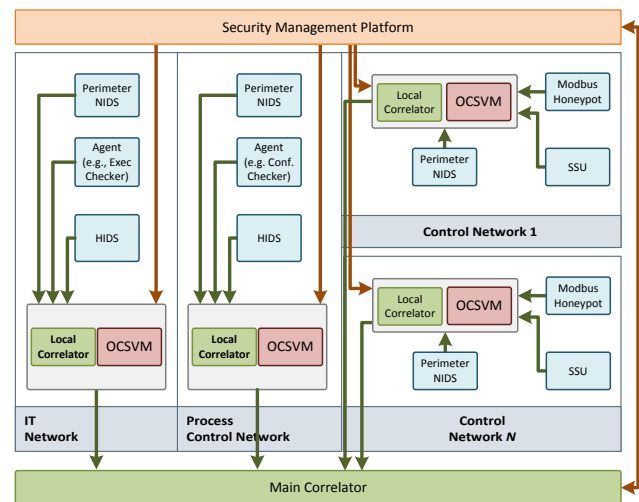 Security Management Platform
Perimeter
NIDS
Agent
(e.g., Exec
Checker)
HIDS
Local
Correlator
OCSVM
IT
Network
Perimeter
NIDS
Agent
(e.g. Conf.
Checker)
HIDS
Local
Correlator
OCSVM
Process
Control Network
Local
Correlator
OCSVM
Modbus
Honeypot
Perimeter
NIDS
SSU
Control Network 1
Local
Correlator
OCSVM
Modbus
Honeypot
Perimeter
NIDS
SSU
Control
Network N
Main Correlator